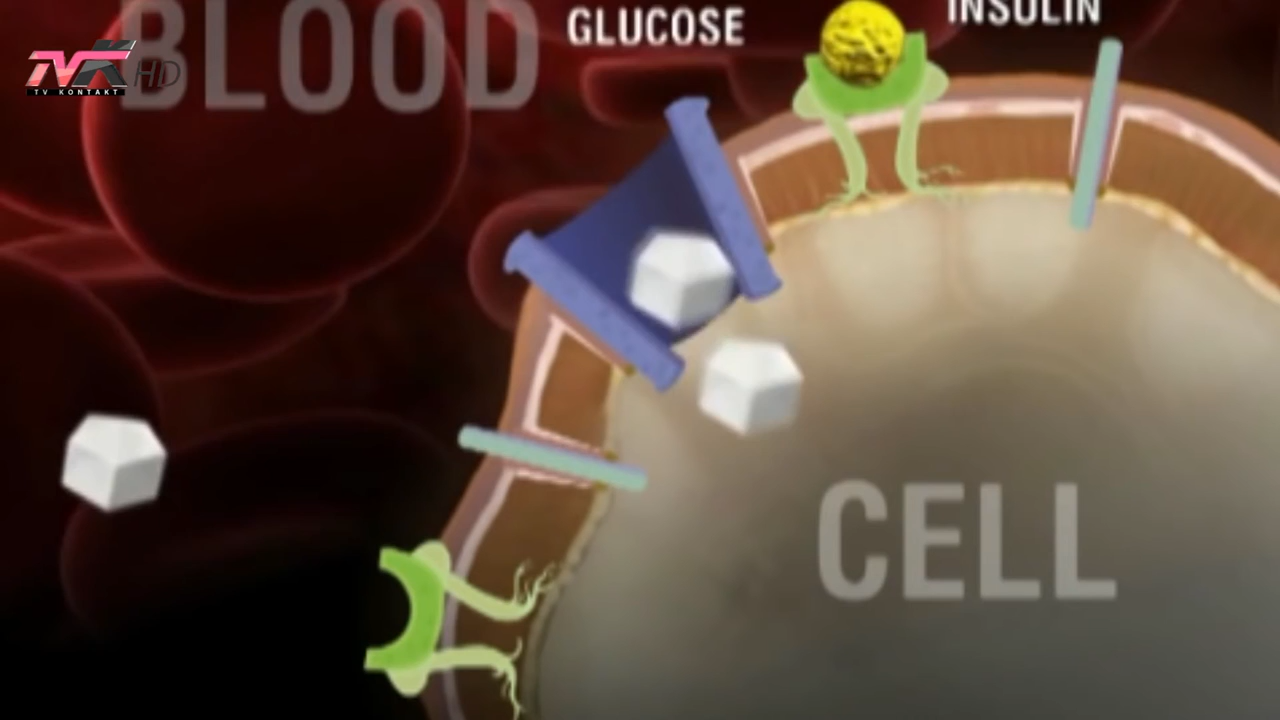 BLOOD
GLUCOSE
INSULIN
TVK HD
TV KONTAKT
CELL